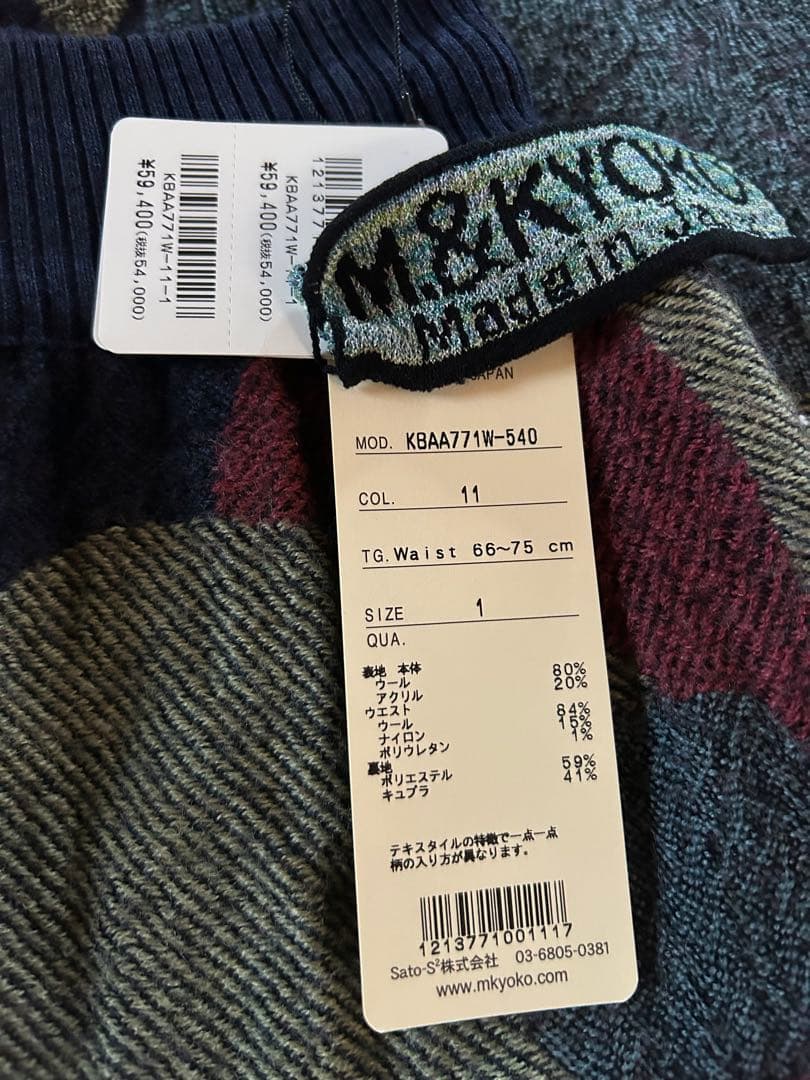 ¥59,400(税抜54,000)
KBAA771W-11-1
¥59,400(税抜54,000)
KBAA771W-
-1
121377
M.&KYOKO
Made in JA
JAPAN
MOD. KBAA771W-540
COL. 11
TG. Waist 66~75 cm
SIZE 1
QUA.
表地 本体
ウール 80%
アクリル 20%
ウエスト
ウール 84%
ナイロン 15%
ポリウレタン 1%
裏地
ポリエステル 59%
キュプラ 41%
テキスタイルの特徴で一点一点
柄の入り方が異なります。
1213771001117
Sato-S²株式会社 03-6805-0381
www.mkyoko.com